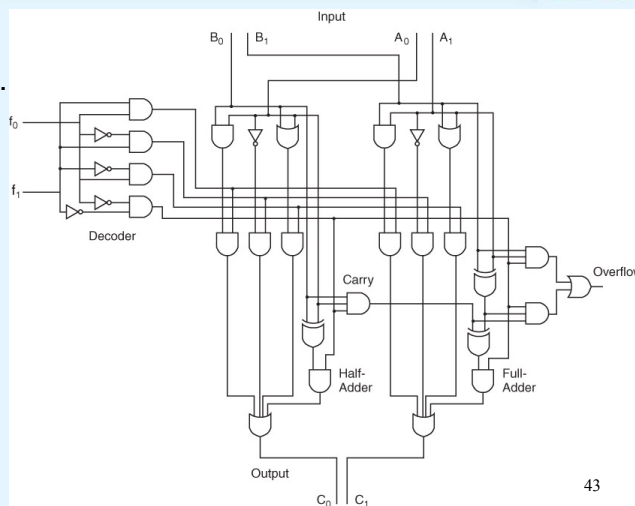 Input
B₀ B₁ A₀ A₁
.
f₀
f₁
Decoder
Carry
Overflow
Half-
Adder
Full-
Adder
Output
C₀ C₁
43